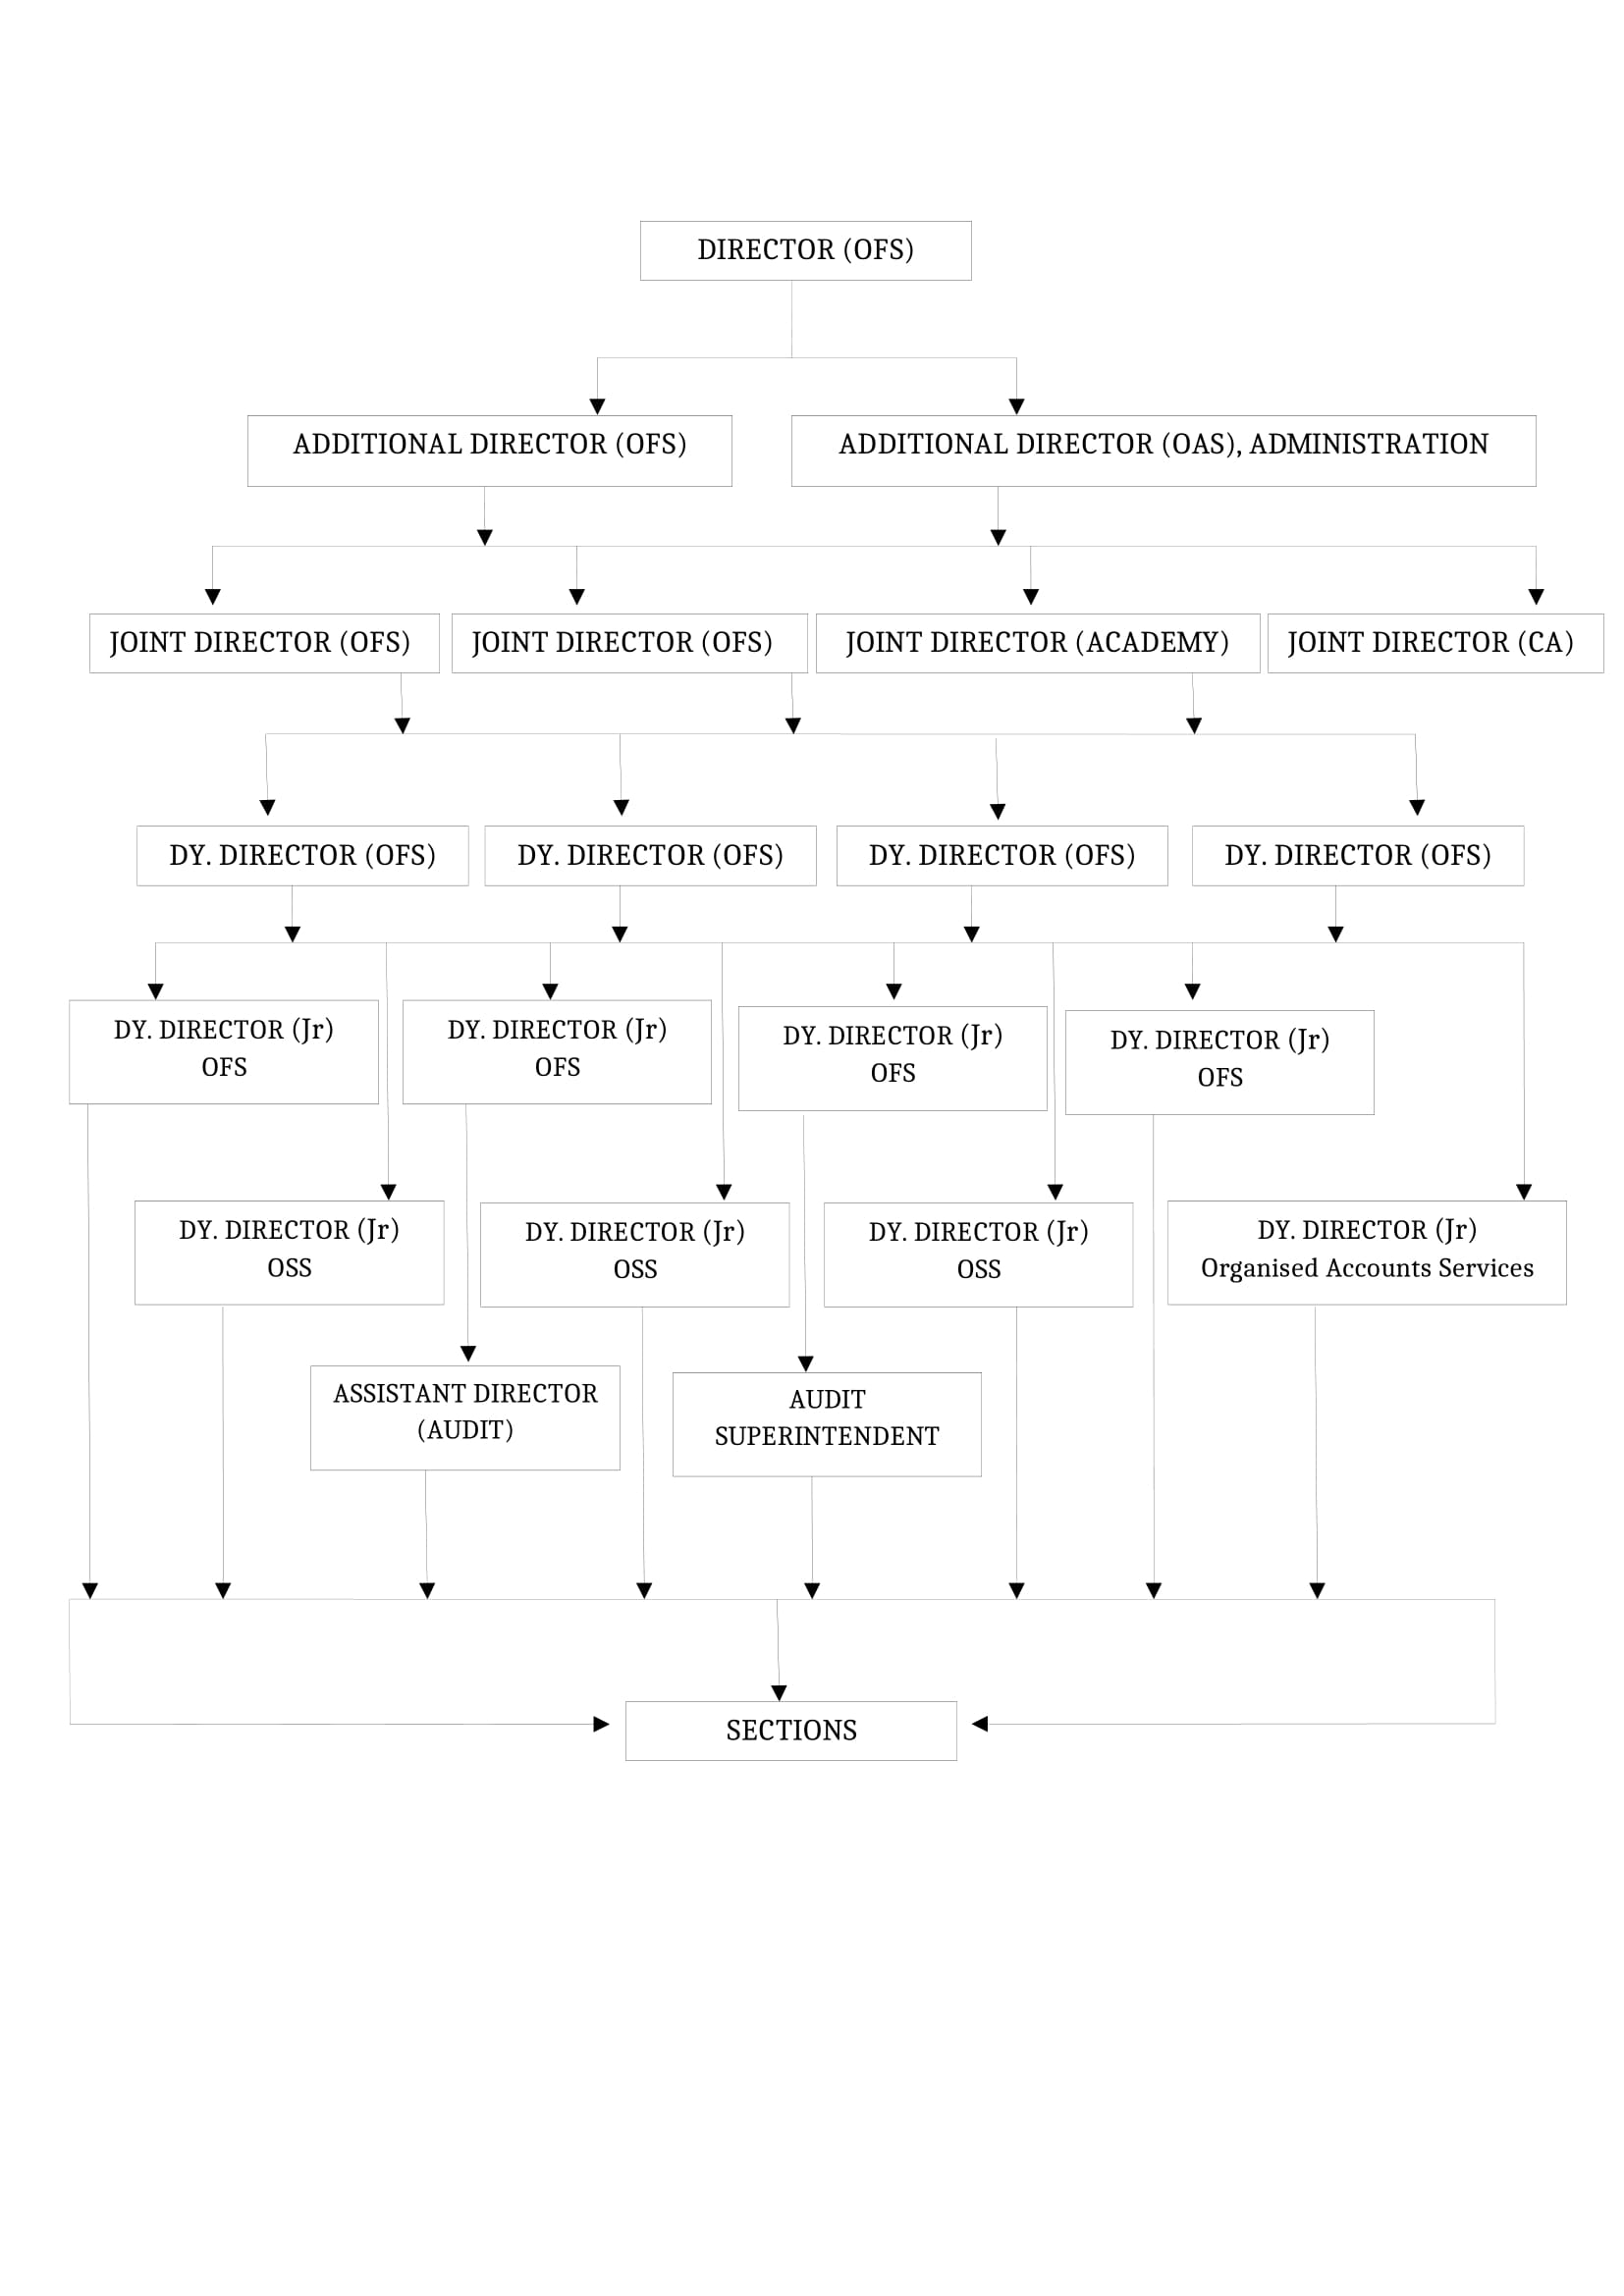 DIRECTOR (OFS)
ADDITIONAL DIRECTOR (OFS)
ADDITIONAL DIRECTOR (OAS), ADMINISTRATION
JOINT DIRECTOR (OFS)
JOINT DIRECTOR (OFS)
JOINT DIRECTOR (ACADEMY)
JOINT DIRECTOR (CA)
DY. DIRECTOR (OFS)
DY. DIRECTOR (OFS)
DY. DIRECTOR (OFS)
DY. DIRECTOR (OFS)
DY. DIRECTOR (Jr)
OFS
DY. DIRECTOR (Jr)
OFS
DY. DIRECTOR (Jr)
OFS
DY. DIRECTOR (Jr)
OFS
DY. DIRECTOR (Jr)
OSS
DY. DIRECTOR (Jr)
OSS
DY. DIRECTOR (Jr)
OSS
DY. DIRECTOR (Jr)
Organised Accounts Services
ASSISTANT DIRECTOR
(AUDIT)
AUDIT
SUPERINTENDENT
SECTIONS